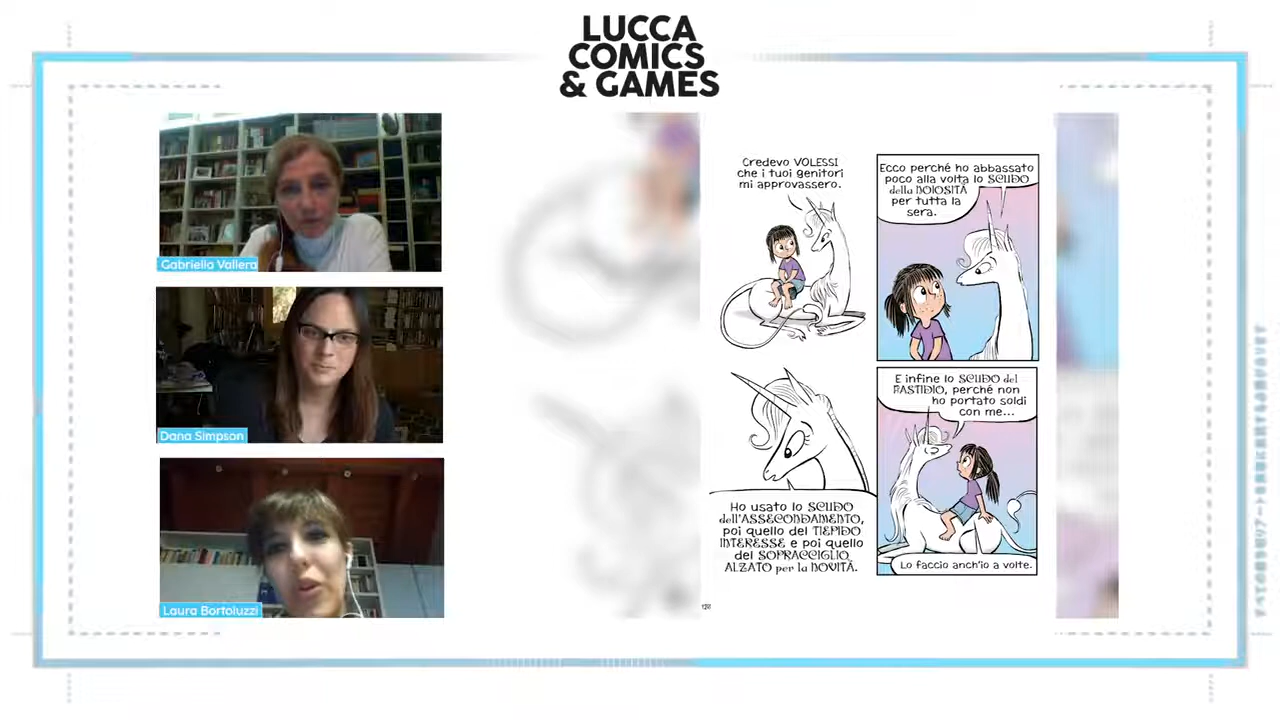 LUCCA
COMICS
& GAMES
Gabriella Vallera
Dana Simpson
Laura Bortoluzzi
Credevo VOLESSI
che i tuoi genitori
mi approvassero.
Ecco perché ho abbassato
poco alla volta lo SCUDO
della NOIOSITÀ
per tutta la
sera.
Ho usato lo SCUDO
dell'ASSECONDAMENTO,
poi quello del TIEPIDO
INTERESSE e poi quello
del SOPRACCIGLIO
ALZATO per la NOVITÀ.
E infine lo SCUDO del
FASTIDIO, perché non
ho portato soldi
con me...
Lo faccio anch'io a volte.